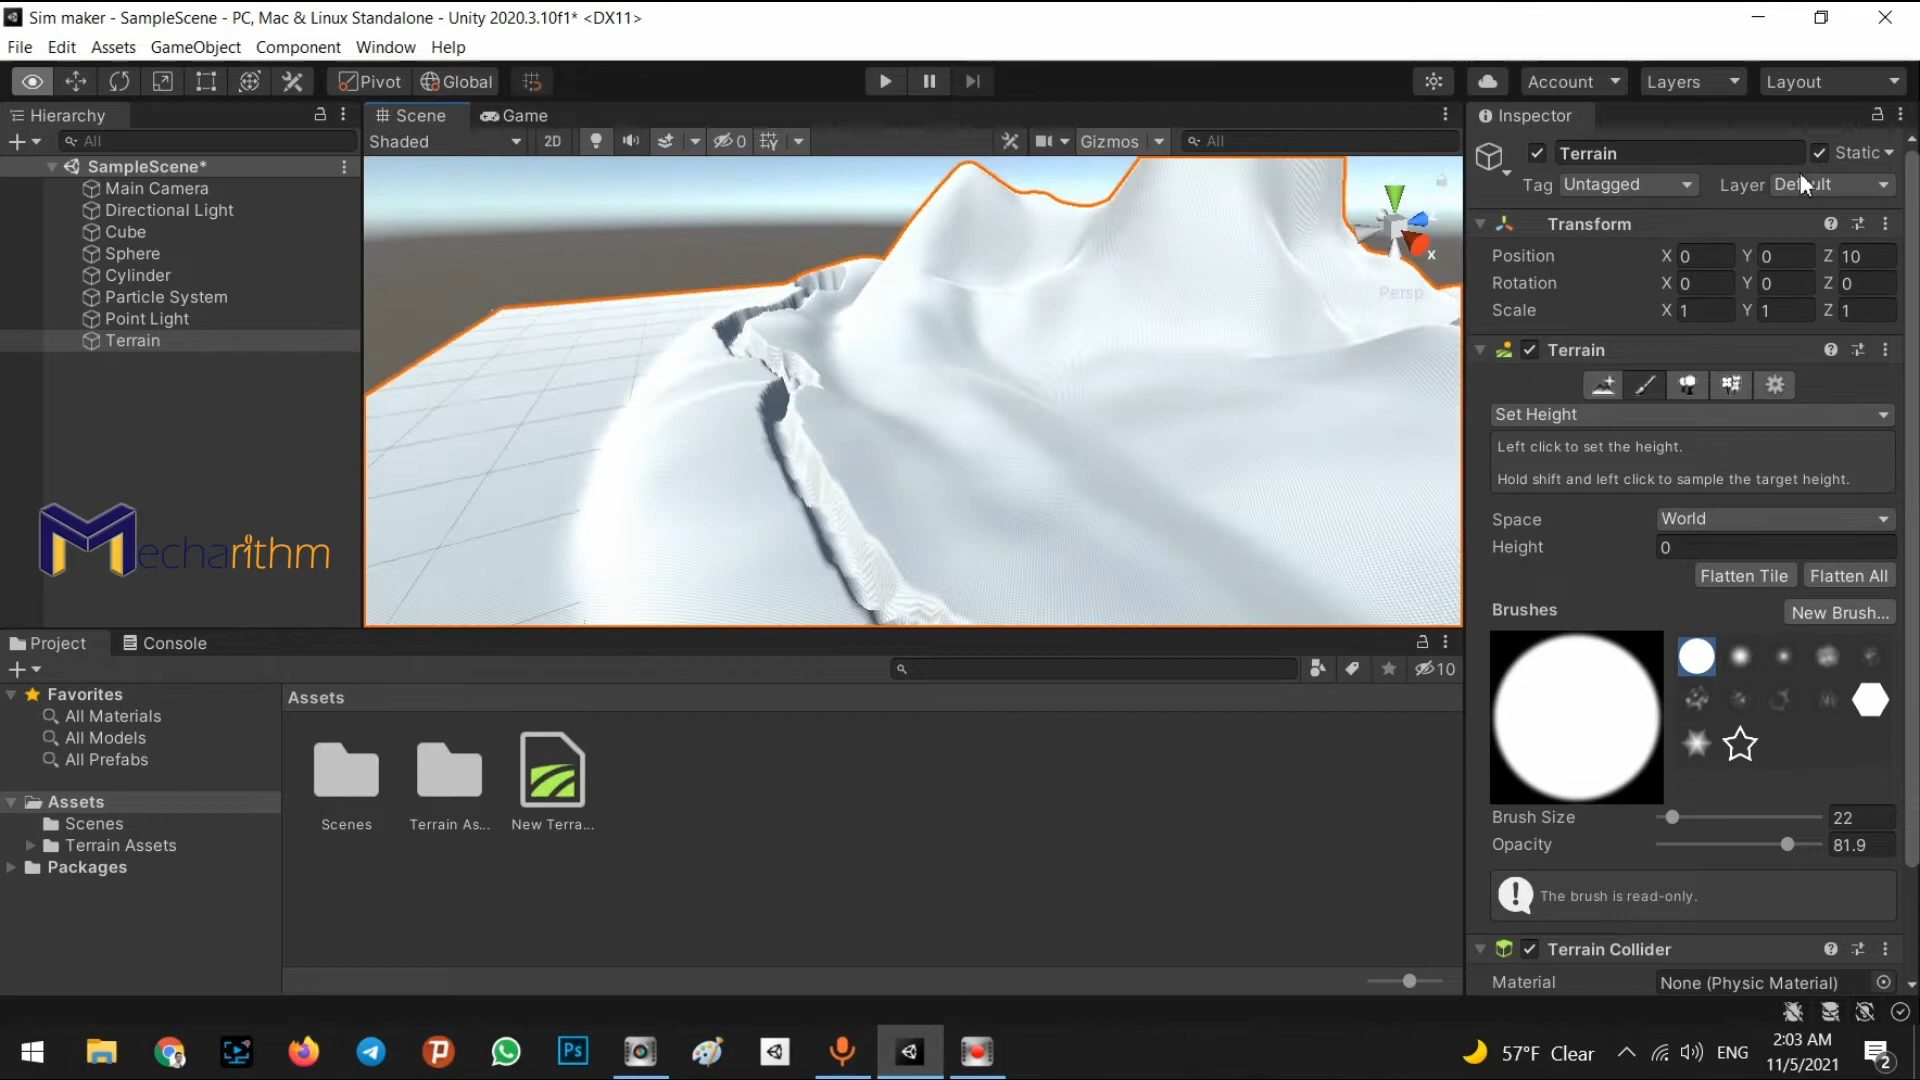 Sim maker - SampleScene - PC, Mac & Linux Standalone - Unity 2020.3.10f1* <DX11>
File Edit Assets GameObject Component Window Help
Pivot Global Account Layers Layout
Hierarchy
All
SampleScene*
Main Camera
Directional Light
Cube
Sphere
Cylinder
Particle System
Point Light
Terrain
Mecharithm
Scene Game
Shaded 2D 0 Gizmos All
x
Persp
Inspector
Terrain Static
Tag Untagged Layer
Transform
Position X 0 Y 0 Z 10
Rotation X 0 Y 0 Z 0
Scale X 1 Y 1 Z 1
Terrain
Set Height
Left click to set the height.
Hold shift and left click to sample the target height.
Space World
Height 0
Flatten Tile Flatten All
Brushes New Brush...
Brush Size 22
Opacity 81.9
The brush is read-only.
Terrain Collider
Material None (Physic Material)
Project Console
10
Favorites
All Materials
All Models
All Prefabs
Assets
Scenes
Terrain Assets
Packages
Assets
Scenes Terrain As... New Terra...
Ps
57°F Clear ENG 2:03 AM
11/5/2021
2